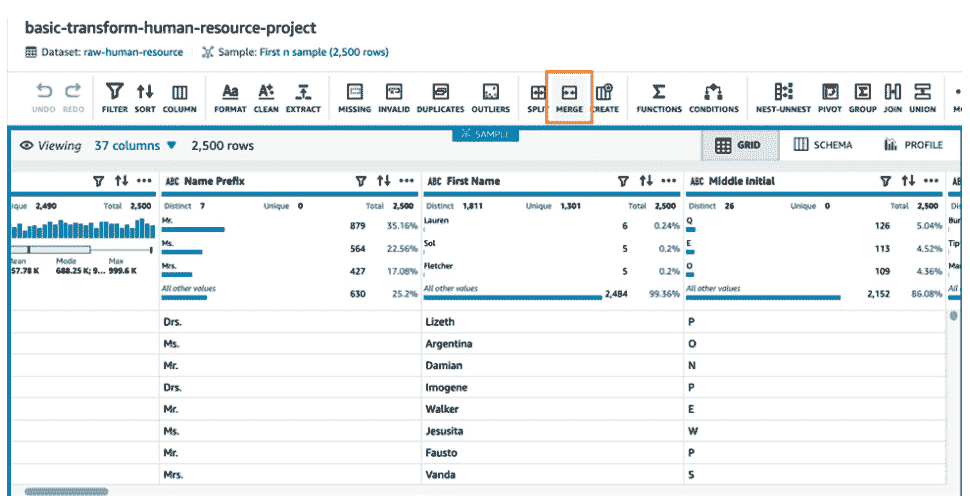 basic-transform-human-resource-project
Dataset: raw-human-resource Sample: First n sample (2,500 rows)
UNDO REDO FILTER SORT COLUMN FORMAT CLEAN EXTRACT MISSING INVALID DUPLICATES OUTLIERS SPLIT MERGE CREATE FUNCTIONS CONDITIONS NEST-UNNEST PIVOT GROUP JOIN UNION
SAMPLE
Viewing 37 columns 2,500 rows GRID SCHEMA PROFILE
ABC Name Prefix ABC First Name ABC Middle Initial
ique 2,490 Total 2,500 Distinct 7 Unique 0 Total 2,500 Distinct 1,811 Unique 1,301 Total 2,500 Distinct 26 Unique 0 Total 2,500
Mr. 879 35.16% Lauren 6 0.24% Q 126 5.04%
Ms. 564 22.56% Sol 5 0.2% E 113 4.52%
Mean Mode Max
57.78 K 688.25 K; 9... 999.6 K
Mrs. 427 17.08% Fletcher 5 0.2% O 109 4.36%
All other values 630 25.2% All other values 2,484 99.36% All other values 2,152 86.08%
Drs. Lizeth P
Ms. Argentina O
Mr. Damian N
Drs. Imogene P
Mr. Walker E
Ms. Jesusita W
Mr. Fausto P
Mrs. Vanda S